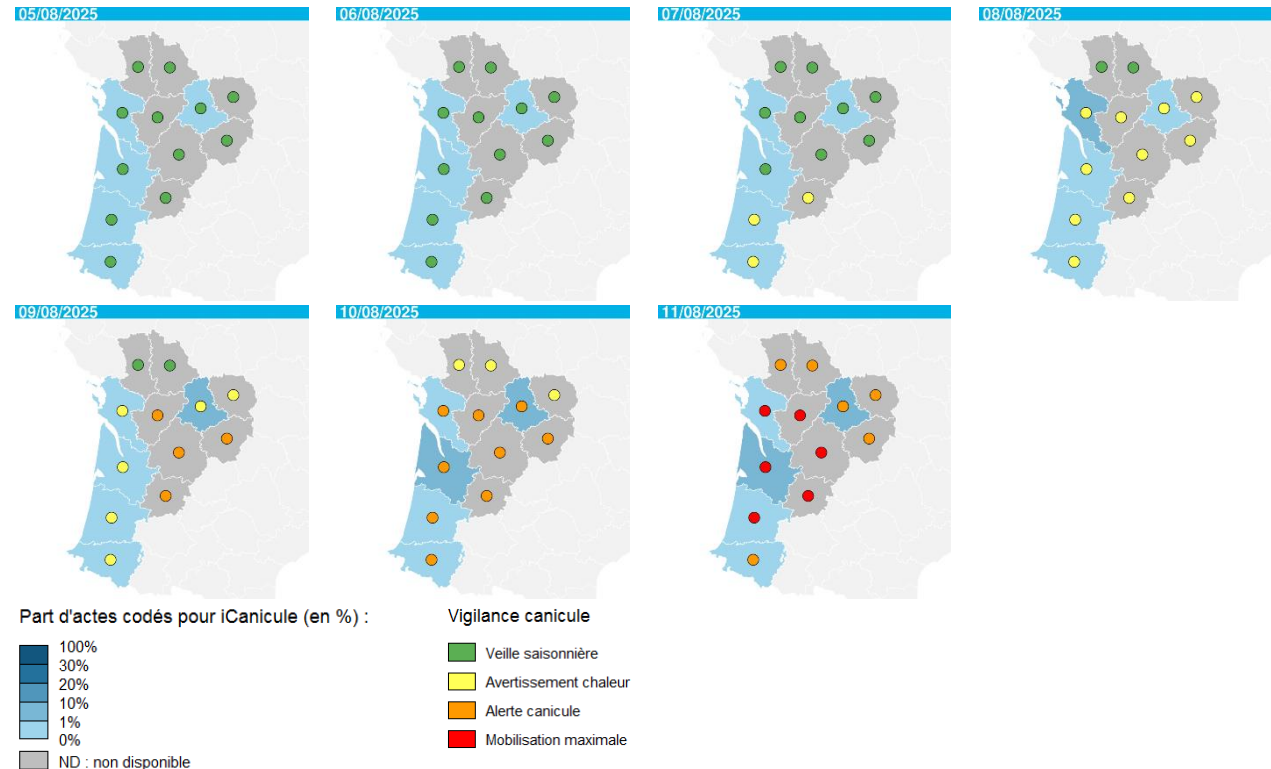 05/08/2025
06/08/2025
07/08/2025
08/08/2025
09/08/2025
10/08/2025
11/08/2025
Part d'actes codés pour iCanicule (en %) :
100%
30%
20%
10%
1%
0%
ND : non disponible
Vigilance canicule
Veille saisonnière
Avertissement chaleur
Alerte canicule
Mobilisation maximale